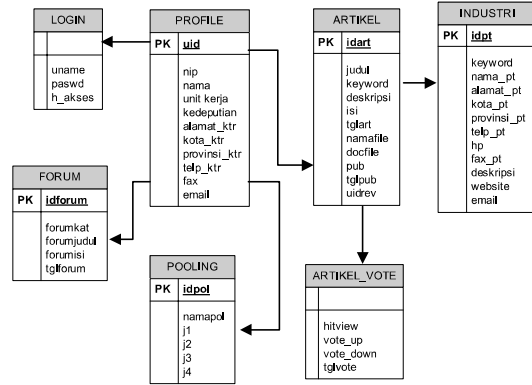 LOGIN
uname
paswd
h_akses
PROFILE
PK uid
nip
nama
unit kerja
kedeputian
alamat_ktr
kota_ktr
provinsi_ktr
telp_ktr
fax
email
ARTIKEL
PK idart
judul
keyword
deskripsi
isi
tglart
namafile
docfile
pub
tglpub
uidrev
INDUSTRI
PK idpt
keyword
nama_pt
alamat_pt
kota_pt
provinsi_pt
telp_pt
hp
fax_pt
deskripsi
website
email
FORUM
PK idforum
forumkat
forumjudul
forumisi
tglforum
POOLING
PK idpol
namapol
j1
j2
j3
j4
ARTIKEL_VOTE
hitview
vote_up
vote_down
tglvote